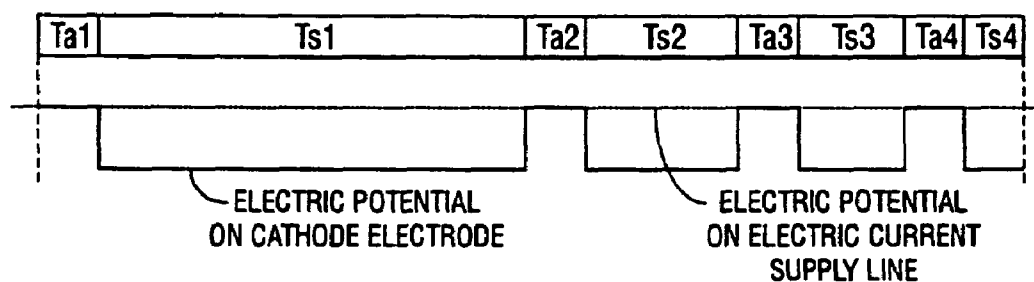 Ta1 Ts1 Ta2 Ts2 Ta3 Ts3 Ta4 Ts4
ELECTRIC POTENTIAL
ON CATHODE ELECTRODE
ELECTRIC POTENTIAL
ON ELECTRIC CURRENT
SUPPLY LINE